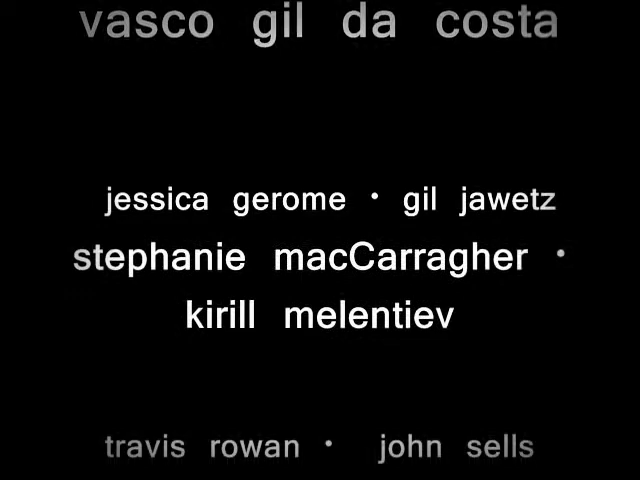 vasco gil da costa
jessica gerome • gil jawetz
stephanie macCarragher •
kirill melentiev
travis rowan • john sells